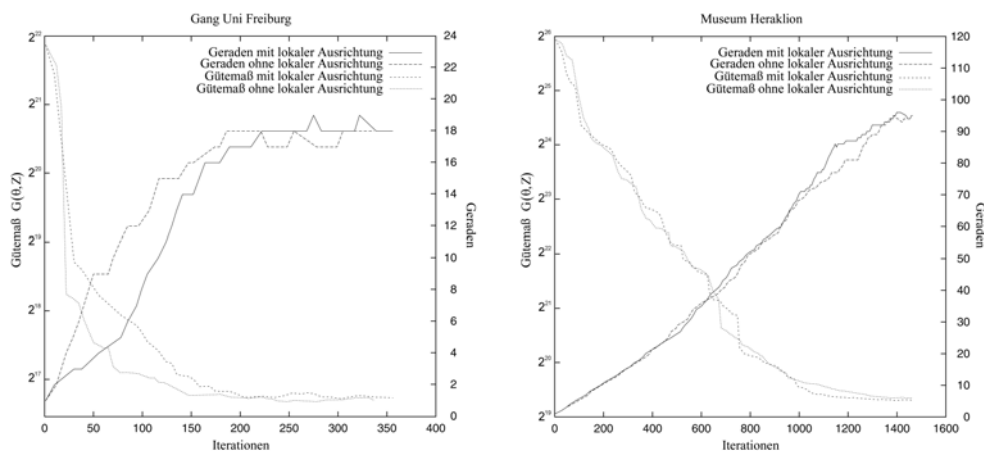 Gang Uni Freiburg
2^22
2^21
2^20
2^19
2^18
2^17
Gütemaß G(θ,Z)
Geraden mit lokaler Ausrichtung
Geraden ohne lokaler Ausrichtung
Gütemaß mit lokaler Ausrichtung
Gütemaß ohne lokaler Ausrichtung
24
22
20
18
16
14
12
10
8
6
4
2
1
0
Geraden
0 50 100 150 200 250 300 350 400
Iterationen
Museum Heraklion
2^26
2^25
2^24
2^23
2^22
2^21
2^20
2^19
Gütemaß G(θ,Z)
Geraden mit lokaler Ausrichtung
Geraden ohne lokaler Ausrichtung
Gütemaß mit lokaler Ausrichtung
Gütemaß ohne lokaler Ausrichtung
120
110
100
90
80
70
60
50
40
30
20
10
0
Geraden
0 200 400 600 800 1000 1200 1400 1600
Iterationen